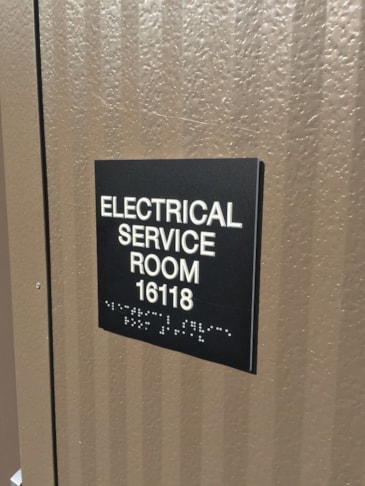 ELECTRICAL
SERVICE
ROOM
16118